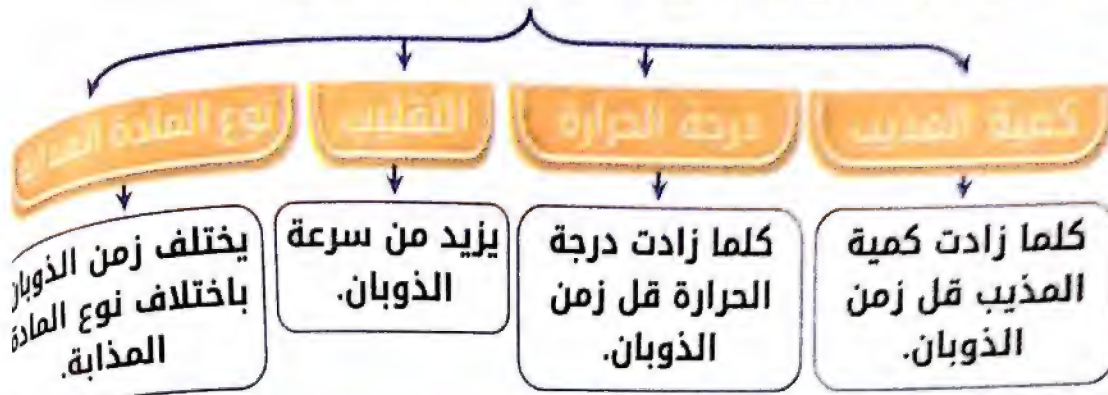 كمية المذيب
كلما زادت كمية
المذيب قل زمن
الذوبان.
درجة الحرارة
كلما زادت درجة
الحرارة قل زمن
الذوبان.
التقليب
يزيد من سرعة
الذوبان.
نوع المادة المذابة
يختلف زمن الذوبان
باختلاف نوع المادة
المذابة.